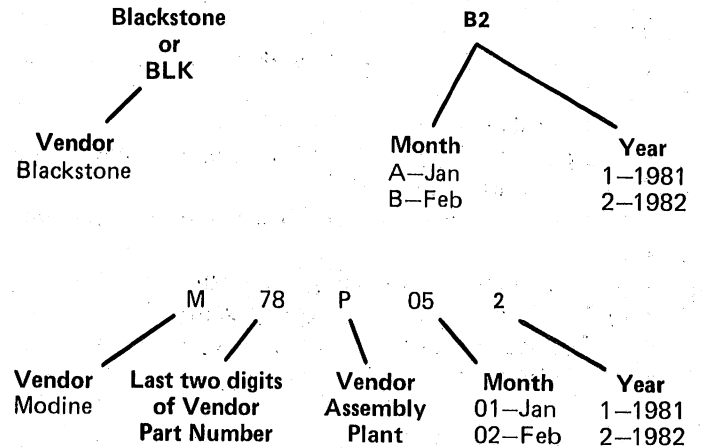 Blackstone
or
BLK
B2
Vendor
Blackstone
Month
A—Jan
B—Feb
Year
1—1981
2—1982
M 78 P 05 2
Vendor
Modine
Last two digits
of Vendor
Part Number
Vendor
Assembly
Plant
Month
01—Jan
02—Feb
Year
1—1981
2—1982